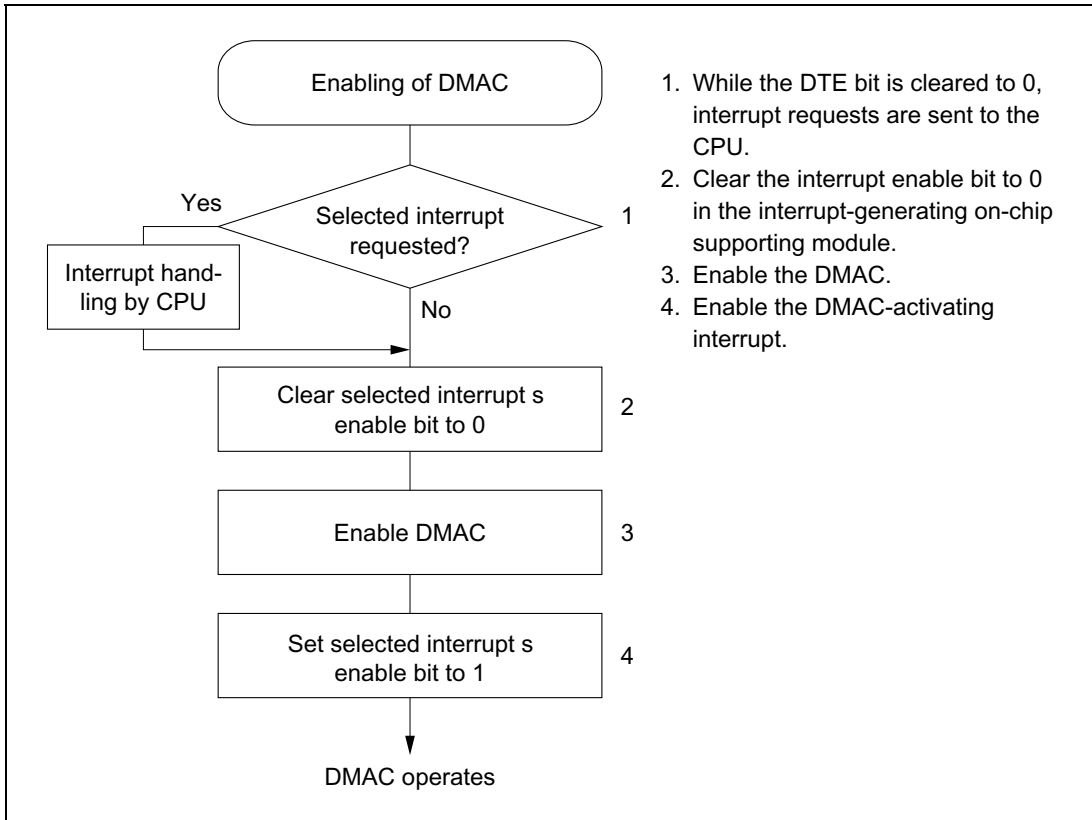 Enabling of DMAC
Yes
Selected interrupt
requested?
1
Interrupt hand-
ling by CPU
No
Clear selected interrupt s
enable bit to 0
2
Enable DMAC
3
Set selected interrupt s
enable bit to 1
4
DMAC operates
1. While the DTE bit is cleared to 0,
interrupt requests are sent to the
CPU.
2. Clear the interrupt enable bit to 0
in the interrupt-generating on-chip
supporting module.
3. Enable the DMAC.
4. Enable the DMAC-activating
interrupt.